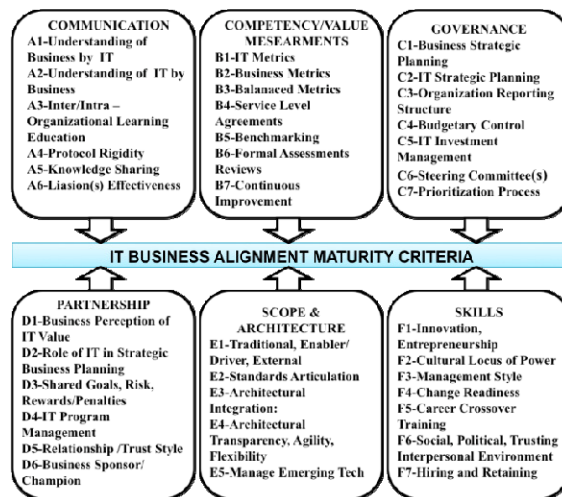 COMMUNICATION
A1-Understanding of
Business by IT
A2-Understanding of IT by
Business
A3-Inter/Intra –
Organizational Learning
Education
A4-Protocol Rigidity
A5-Knowledge Sharing
A6-Liasion(s) Effectiveness
COMPETENCY/VALUE
MESEARMENTS
B1-IT Metrics
B2-Business Metrics
B3-Balanaced Metrics
B4-Service Level
Agreements
B5-Benchmarking
B6-Formal Assessments
Reviews
B7-Continuous
Improvement
GOVERNANCE
C1-Business Strategic
Planning
C2-IT Strategic Planning
C3-Organization Reporting
Structure
C4-Budgetary Control
C5-IT Investment
Management
C6-Steering Committee(s)
C7-Prioritization Process
IT BUSINESS ALIGNMENT MATURITY CRITERIA
PARTNERSHIP
D1-Business Perception of
IT Value
D2-Role of IT in Strategic
Business Planning
D3-Shared Goals, Risk,
Rewards/Penalties
D4-IT Program
Management
D5-Relationship /Trust Style
D6-Business Sponsor/
Champion
SCOPE &
ARCHITECTURE
E1-Traditional, Enabler/
Driver, External
E2-Standards Articulation
E3-Architectural
Integration:
E4-Architectural
Transparency, Agility,
Flexibility
E5-Manage Emerging Tech
SKILLS
F1-Innovation,
Entrepreneurship
F2-Cultural Locus of Power
F3-Management Style
F4-Change Readiness
F5-Career Crossover
Training
F6-Social, Political, Trusting
Interpersonal Environment
F7-Hiring and Retaining